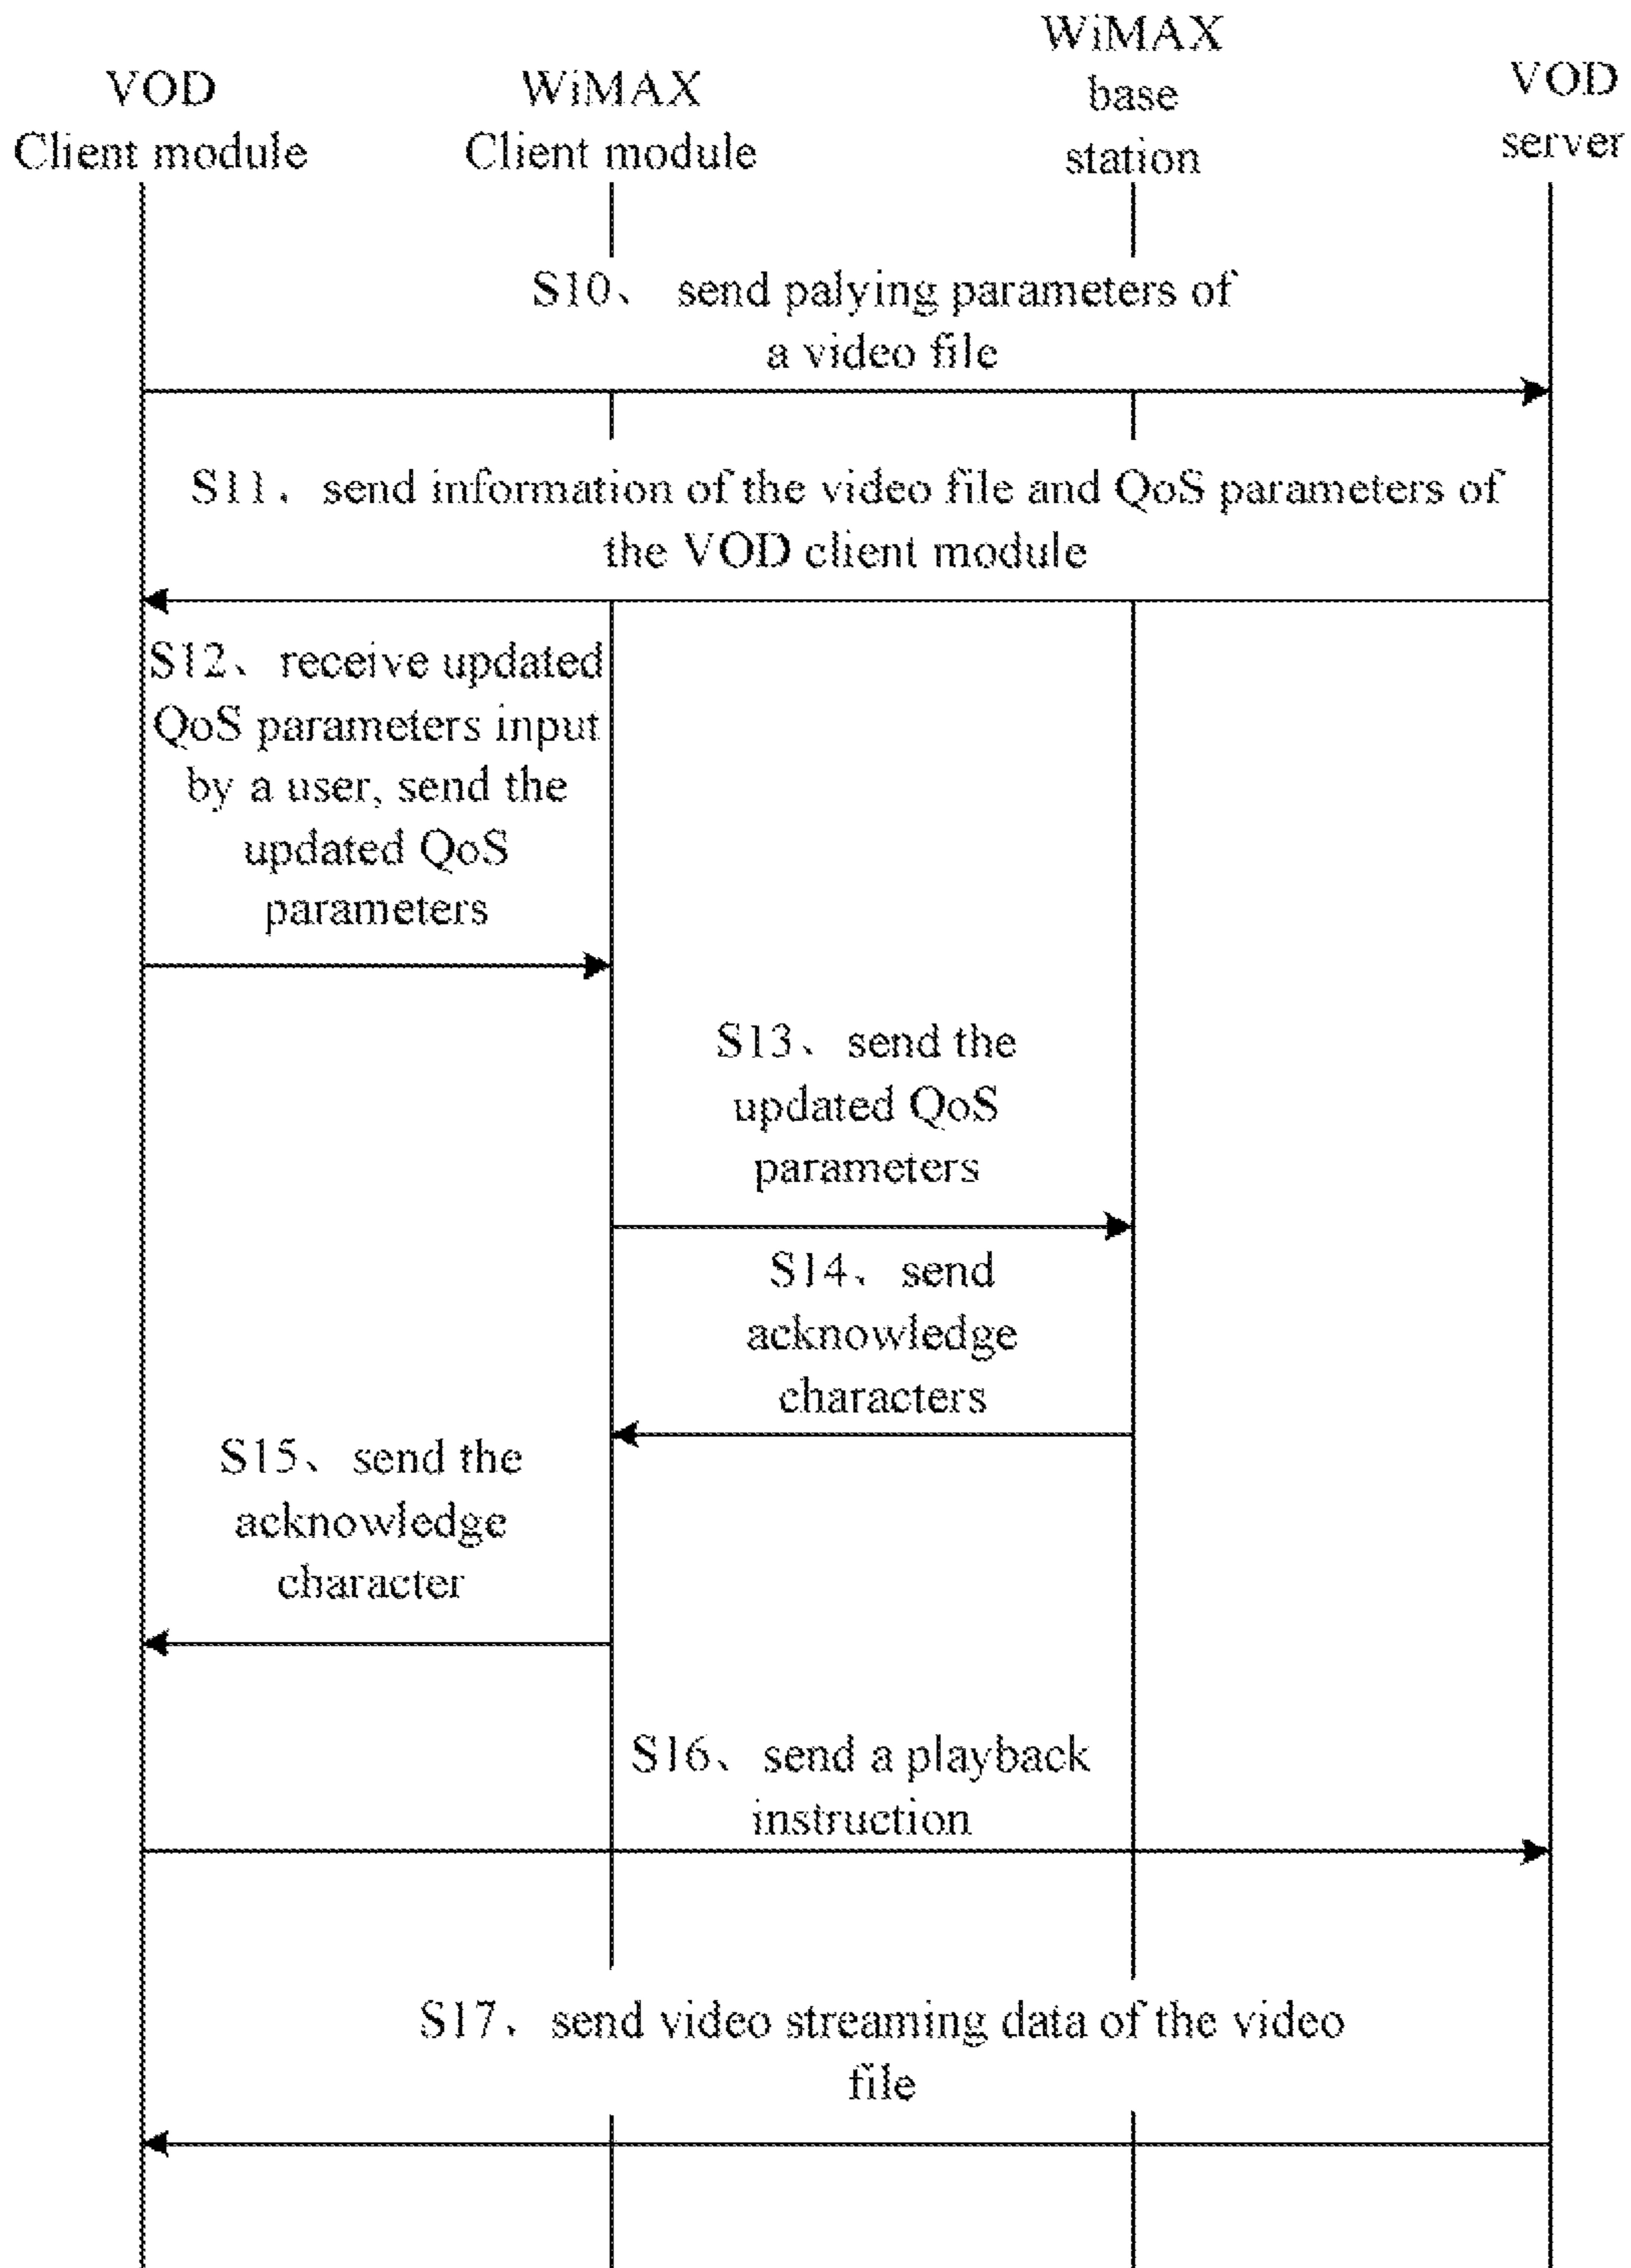 VOD
Client module
WiMAX
Client module
WiMAX
base
station
VOD
server
S10、 send palying parameters of
a video file
S11、send information of the video file and QoS parameters of
the VOD client module
S12、receive updated
QoS parameters input
by a user, send the
updated QoS
parameters
S13、send the
updated QoS
parameters
S14、send
acknowledge
characters
S15、send the
acknowledge
character
S16、send a playback
instruction
S17、send video streaming data of the video
file